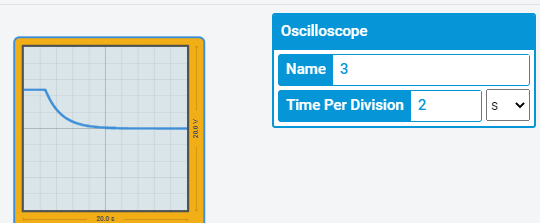 Oscilloscope
Name 3
Time Per Division 2 s
20.0 V
20.0 s